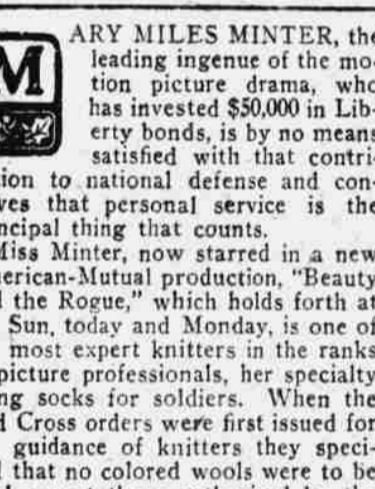 MARY MILES MINTER, the
leading ingenue of the mo-
tion picture drama, who
has invested $50,000 in Lib-
erty bonds, is by no means
satisfied with that contri-
tion to national defense and con-
ves that personal service is the
ncipal thing that counts.
Miss Minter, now starred in a new
merican-Mutual production, "Beauty
d the Rogue," which holds forth at
Sun, today and Monday, is one of
most expert knitters in the ranks
picture professionals, her specialty
ng socks for soldiers. When the
d Cross orders were first issued for
guidance of knitters they speci-
d that no colored wools were to be